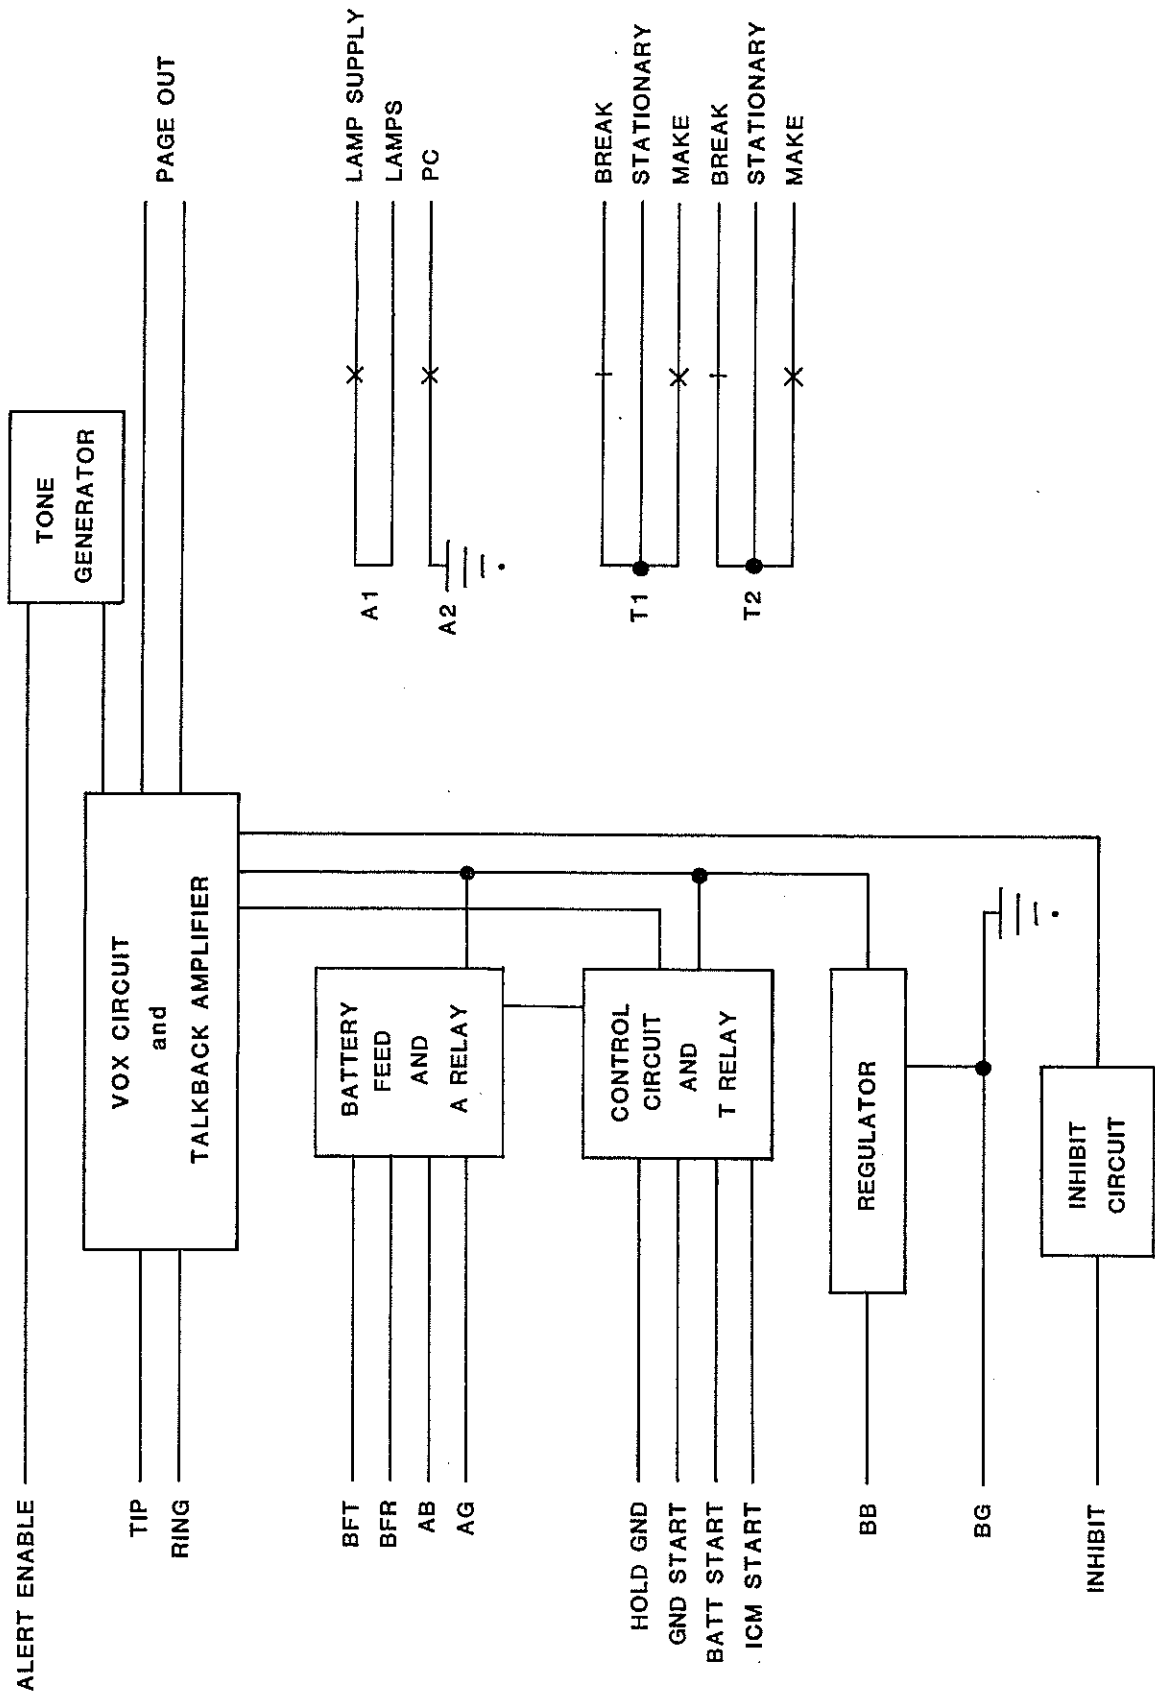 ALERT ENABLE
TIP
RING
BFT
BFR
AB
AG
HOLD GND
GND START
BATT START
ICM START
BB
BG
INHIBIT
VOX CIRCUIT
and
TALKBACK AMPLIFIER
BATTERY
FEED
AND
A RELAY
CONTROL
CIRCUIT
AND
T RELAY
REGULATOR
INHIBIT
CIRCUIT
TONE
GENERATOR
A1
A2
T1
T2
PAGE OUT
LAMP SUPPLY
LAMPS
PC
BREAK
STATIONARY
MAKE
BREAK
STATIONARY
MAKE